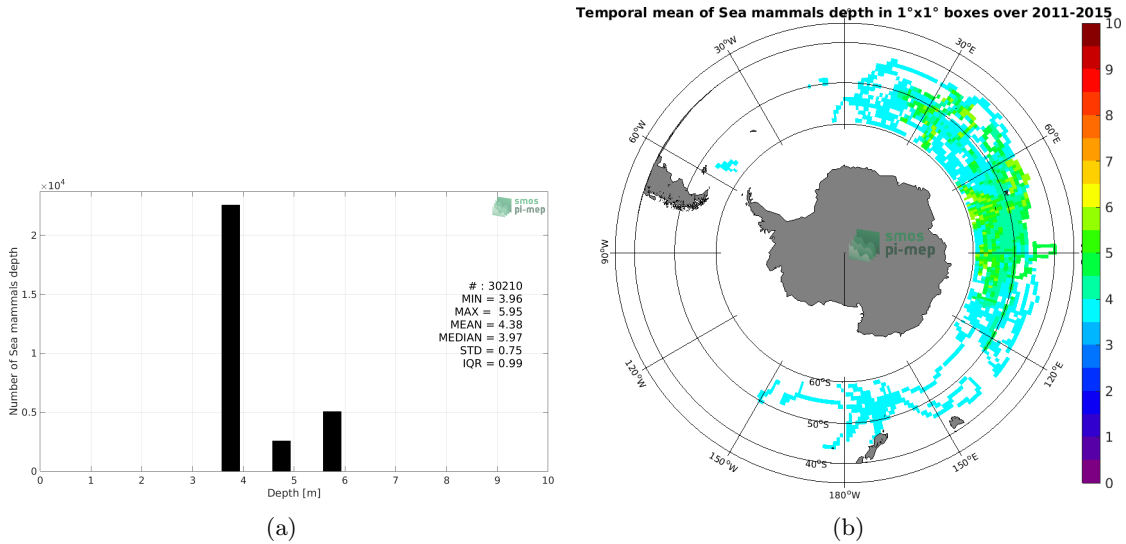 Temporal mean of Sea mammals depth in 1°x1° boxes over 2011-2015
×10^4
2
1.5
1
0.5
0
Number of Sea mammals depth
0 1 2 3 4 5 6 7 8 9 10
Depth [m]
smos
pi-mep
# : 30210
MIN = 3.96
MAX = 5.95
MEAN = 4.38
MEDIAN = 3.97
STD = 0.75
IQR = 0.99
(a)
30°W
30°E
60°W
60°E
90°W
smos
pi-mep
120°W
120°E
60°S
50°S
40°S
150°W
150°E
180°W
10
9
8
7
6
5
4
3
2
1
0
(b)